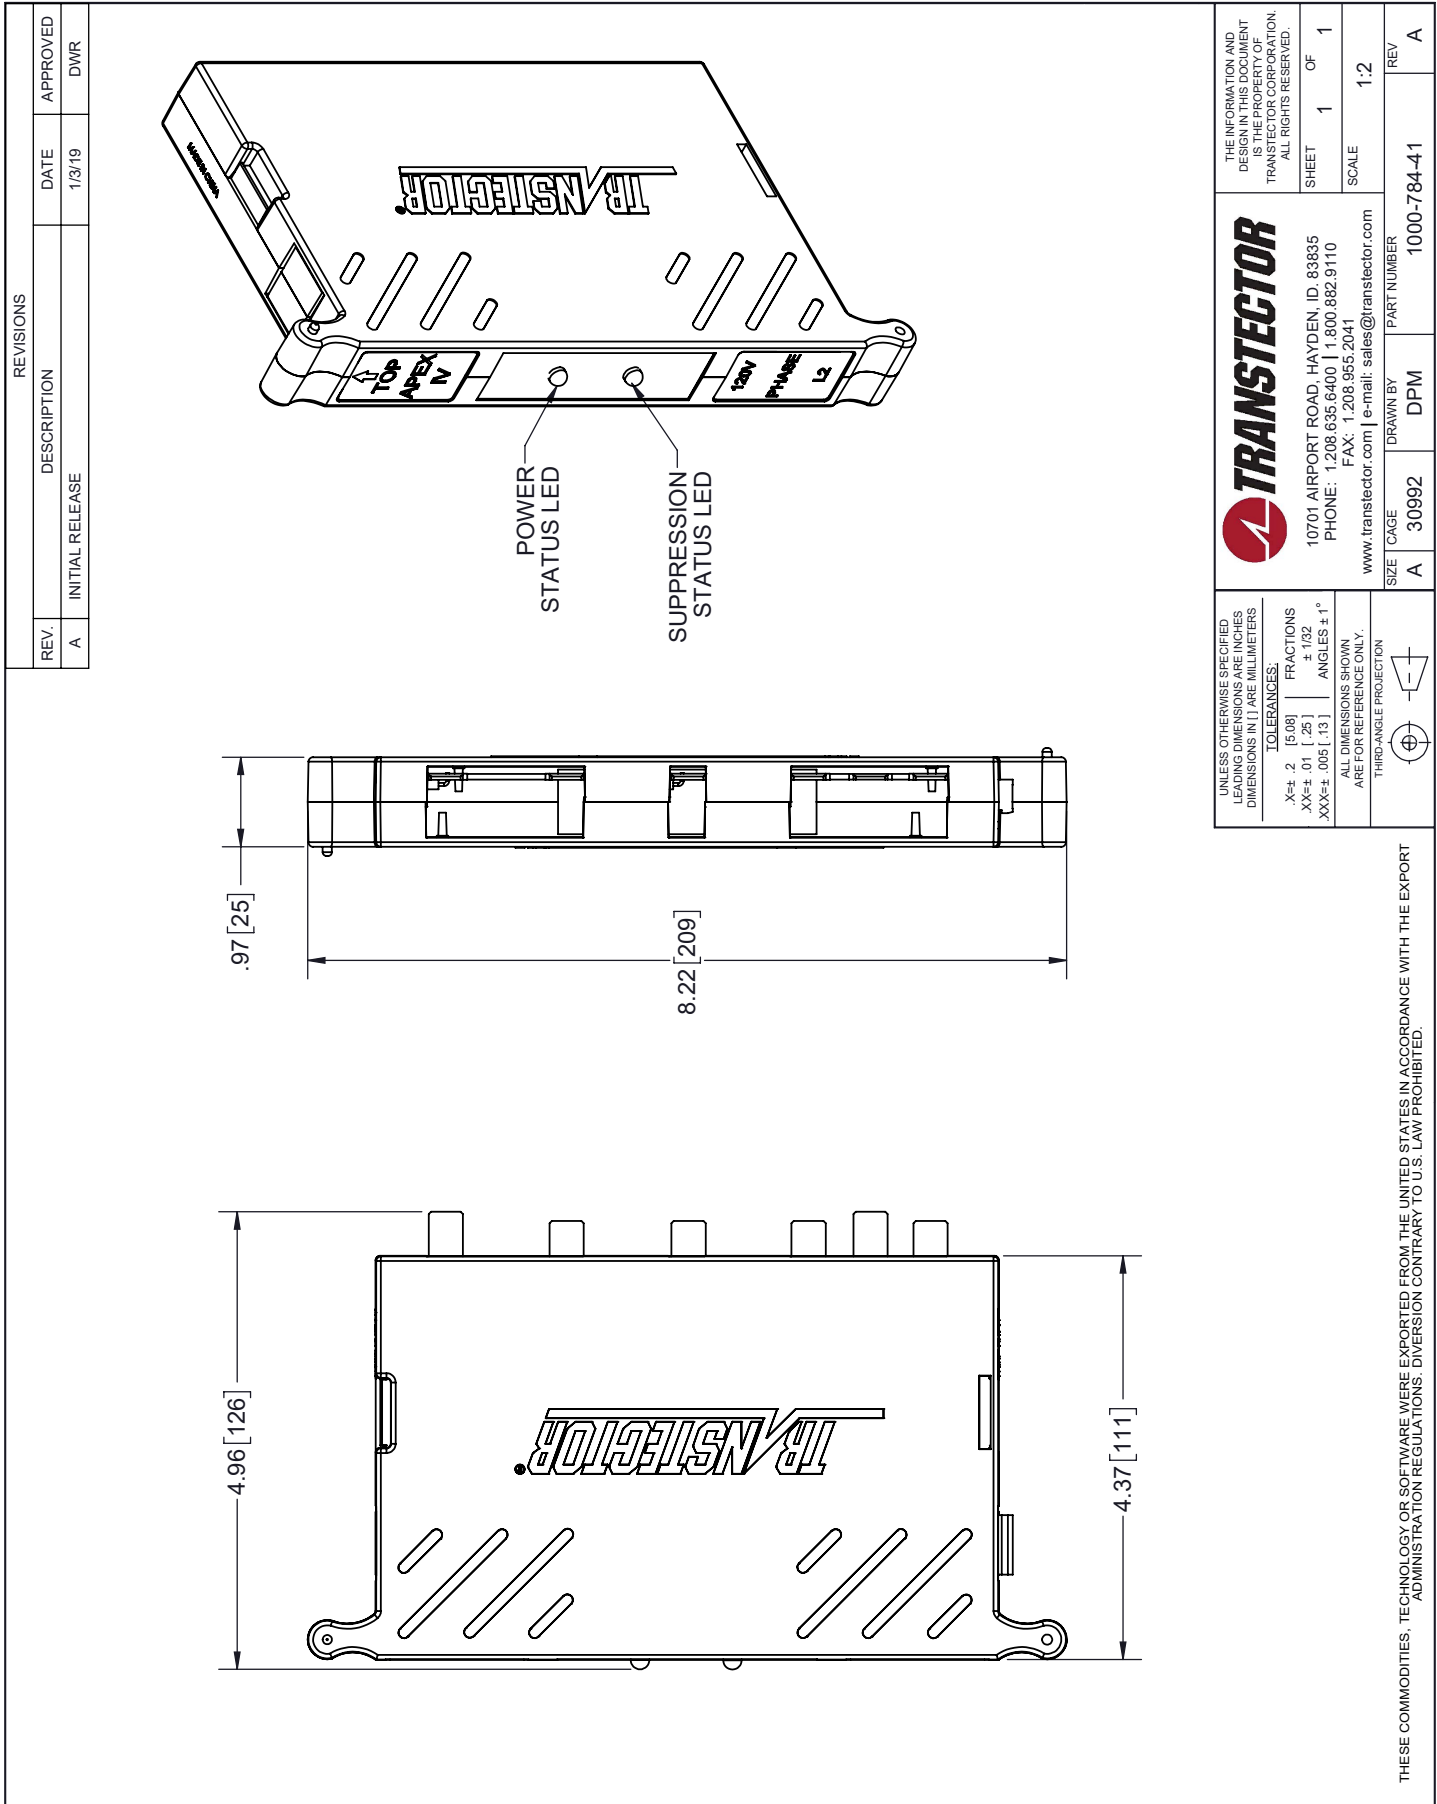 REVISIONS
REV.
DESCRIPTION
DATE
APPROVED
A
INITIAL RELEASE
1/3/19
DWR
4.96 [126]
4.37 [111]
TRANSTECTOR®
.97 [25]
8.22 [209]
POWER
STATUS LED
SUPPRESSION
STATUS LED
TOP
APEX
IV
120V
PHASE
L2
TRANSTECTOR®
UNLESS OTHERWISE SPECIFIED
LEADING DIMENSIONS ARE INCHES
DIMENSIONS IN [ ] ARE MILLIMETERS
TOLERANCES:
.X=± .2 [5.08]
.XX=± .01 [ .25 ]
.XXX=± .005 [ .13 ]
FRACTIONS
± 1/32
ANGLES ± 1°
ALL DIMENSIONS SHOWN
ARE FOR REFERENCE ONLY.
THIRD-ANGLE PROJECTION
TRANSTECTOR
10701 AIRPORT ROAD, HAYDEN, ID. 83835
PHONE: 1.208.635.6400 | 1.800.882.9110
FAX: 1.208.955.2041
www.transtector.com | e-mail: sales@transtector.com
THE INFORMATION AND
DESIGN IN THIS DOCUMENT
IS THE PROPERTY OF
TRANSTECTOR CORPORATION.
ALL RIGHTS RESERVED.
SHEET 1 OF 1
SCALE 1:2
SIZE
A
CAGE
30992
DRAWN BY
DPM
PART NUMBER
1000-784-41
REV
A
THESE COMMODITIES, TECHNOLOGY OR SOFTWARE WERE EXPORTED FROM THE UNITED STATES IN ACCORDANCE WITH THE EXPORT
ADMINISTRATION REGULATIONS. DIVERSION CONTRARY TO U.S. LAW PROHIBITED.